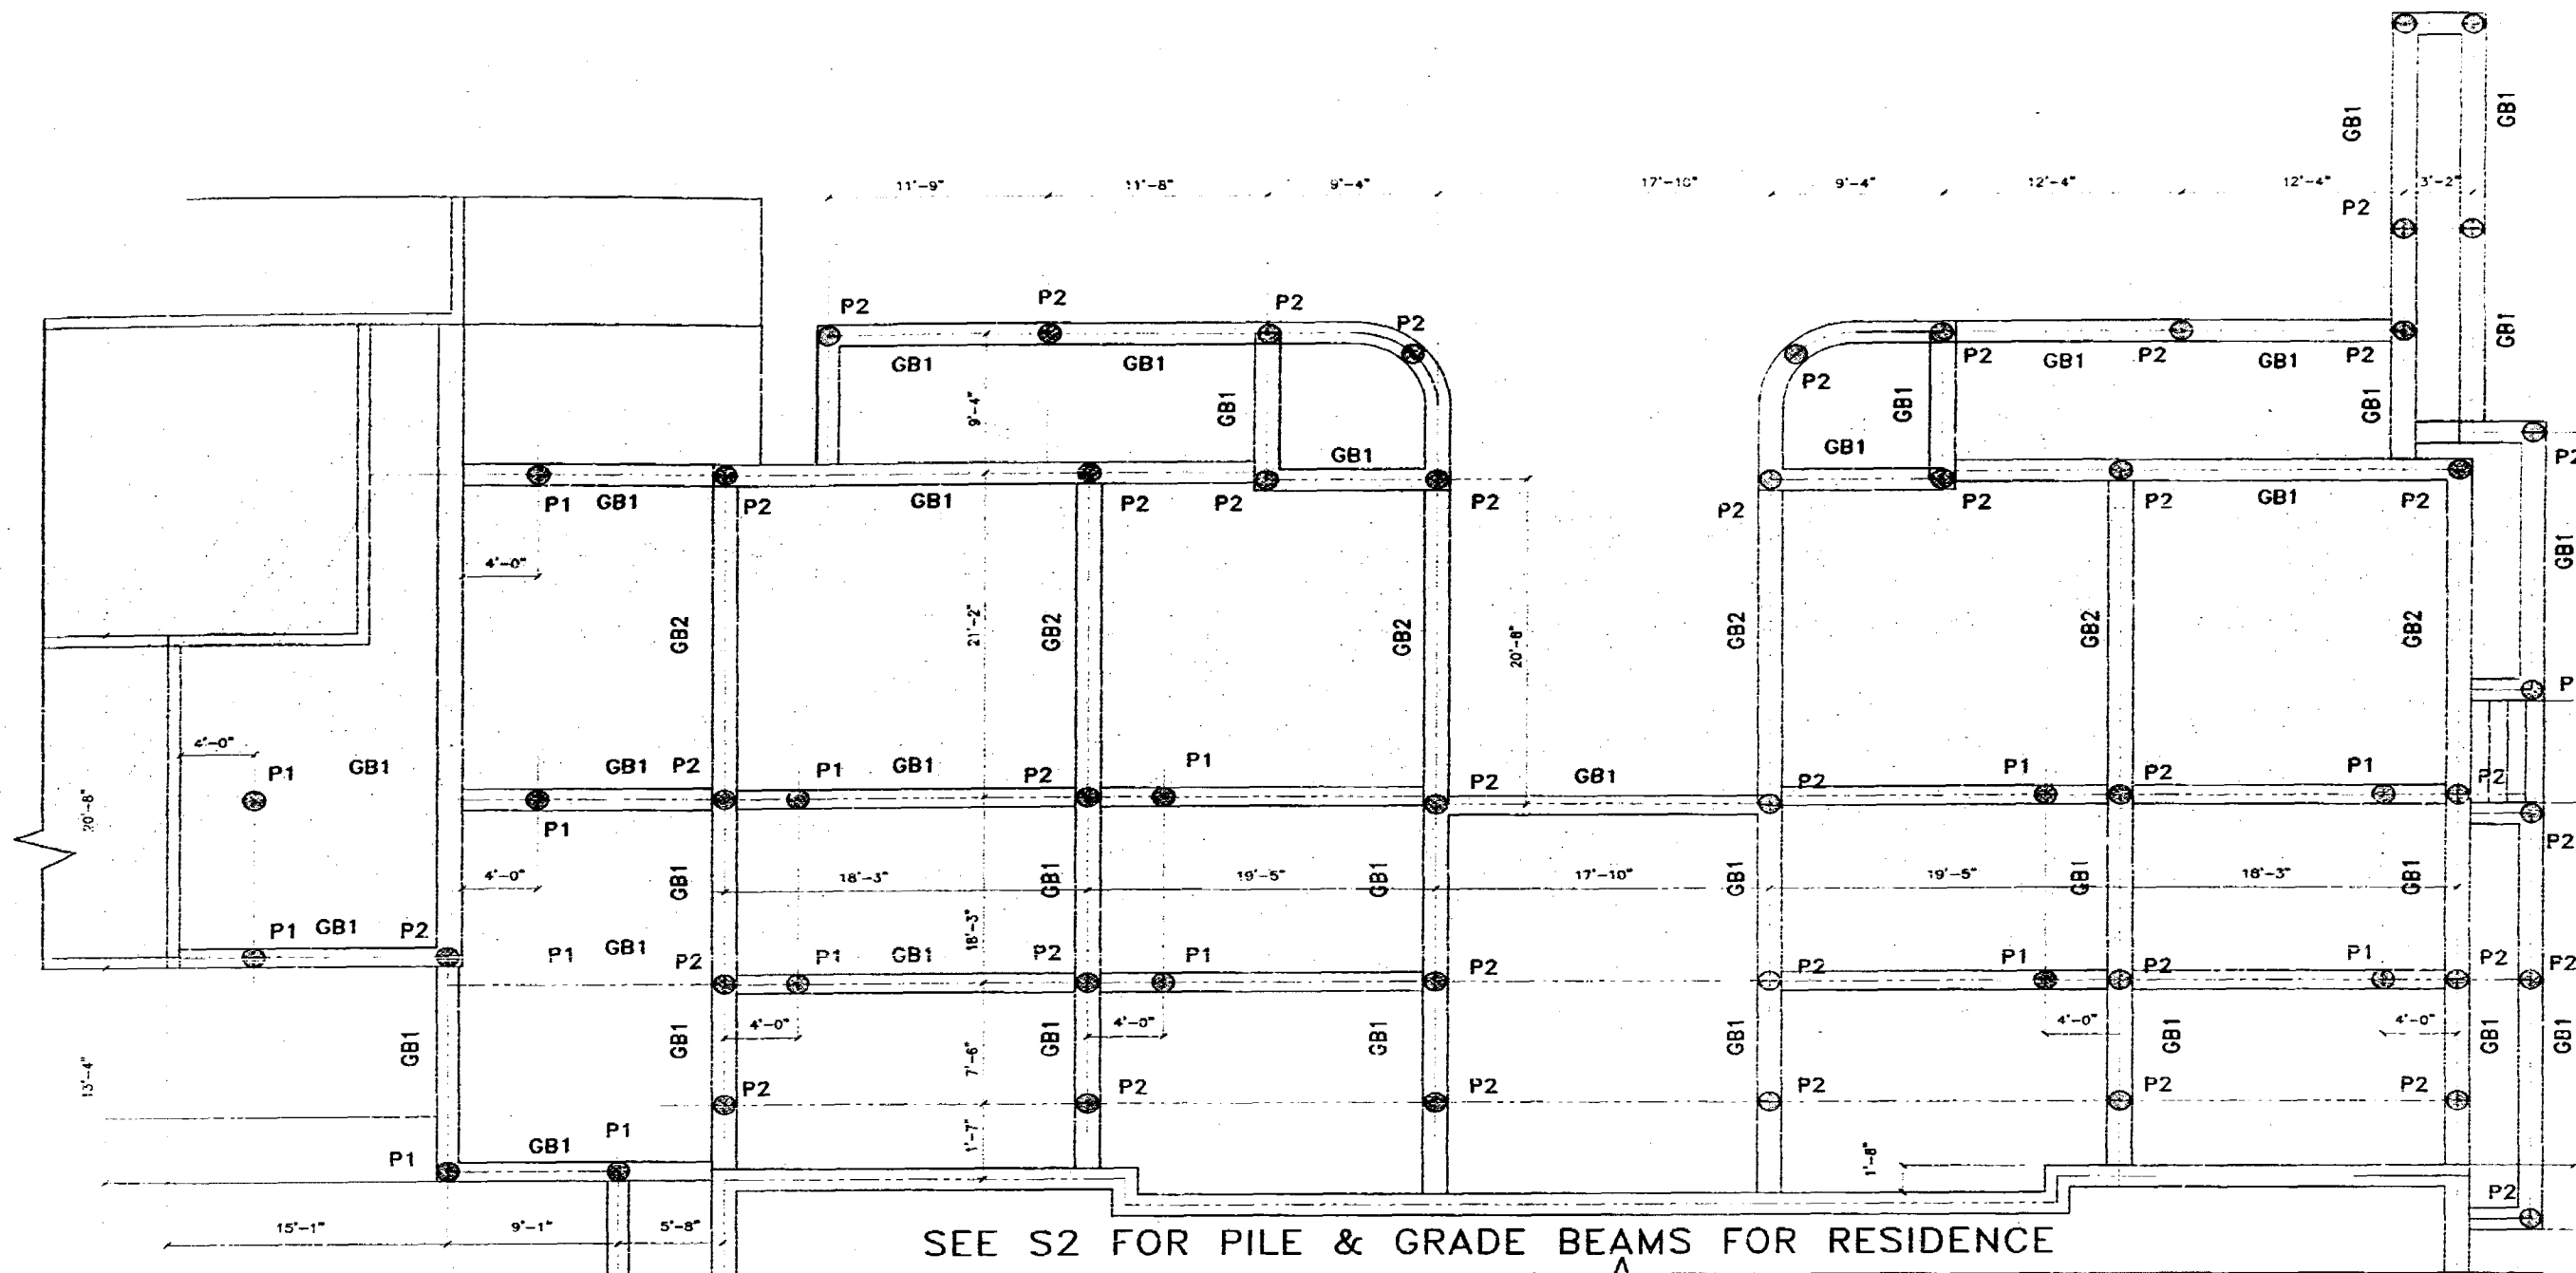 GB1 GB1
11'-9" 11'-8" 9'-4" 17'-10" 9'-4" 12'-4" 12'-4" 3'-2"
P2
P2 P2 P2 P2
GB1 GB1 9'-4" GB1
P2 P2 GB1 P2 GB1 P2 GB1
GB1 GB1 GB1
GB1 GB1
P1 GB1 P2 GB1 P2 P2 P2 P2 P2 P2 GB1 P2
4'-0" GB1
GB2 21'-2" GB2 GB2 20'-8" GB2 GB2 GB2
4'-0"
P1 GB1 GB1 P2 P1 GB1 P2 P1 P2 GB1 P2 P1 P2 P1 P2
20'-8" P1
P2
4'-0" GB1 18'-3" GB1 19'-5" GB1 17'-10" GB1 19'-5" GB1 18'-3" GB1
P1 GB1 P2 P1 GB1 P2 P1 GB1 18'-3" P2 P1 P2 P2 P1 P2 P1 P2 P2
13'-4" GB1 GB1 4'-0" 7'-6" GB1 4'-0" GB1 GB1 4'-0" GB1 4'-0" GB1 GB1
P2 P2 P2 P2 P2 P2
P1 GB1 P1 1'-7" 1'-8"
P2
15'-1" 9'-1" 5'-8"
SEE S2 FOR PILE & GRADE BEAMS FOR RESIDENCE